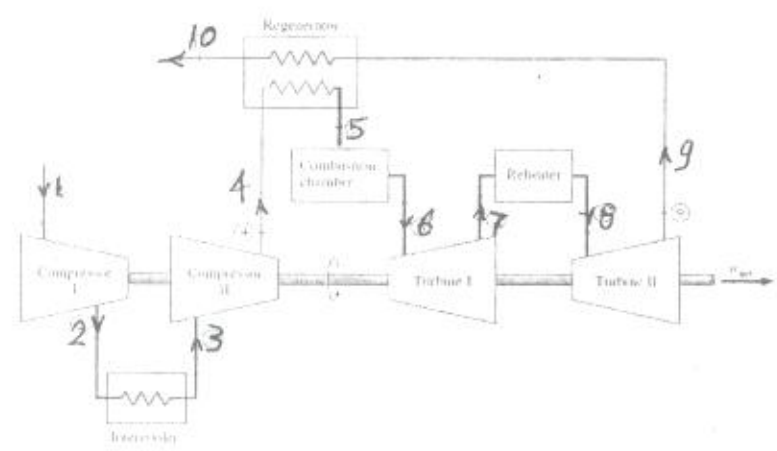 10
Regenerator
5
Combustion
chamber
Reheater
9
1
4
6
7
8
Compressor
I
Compressor
II
Turbine I
Turbine II
2
3